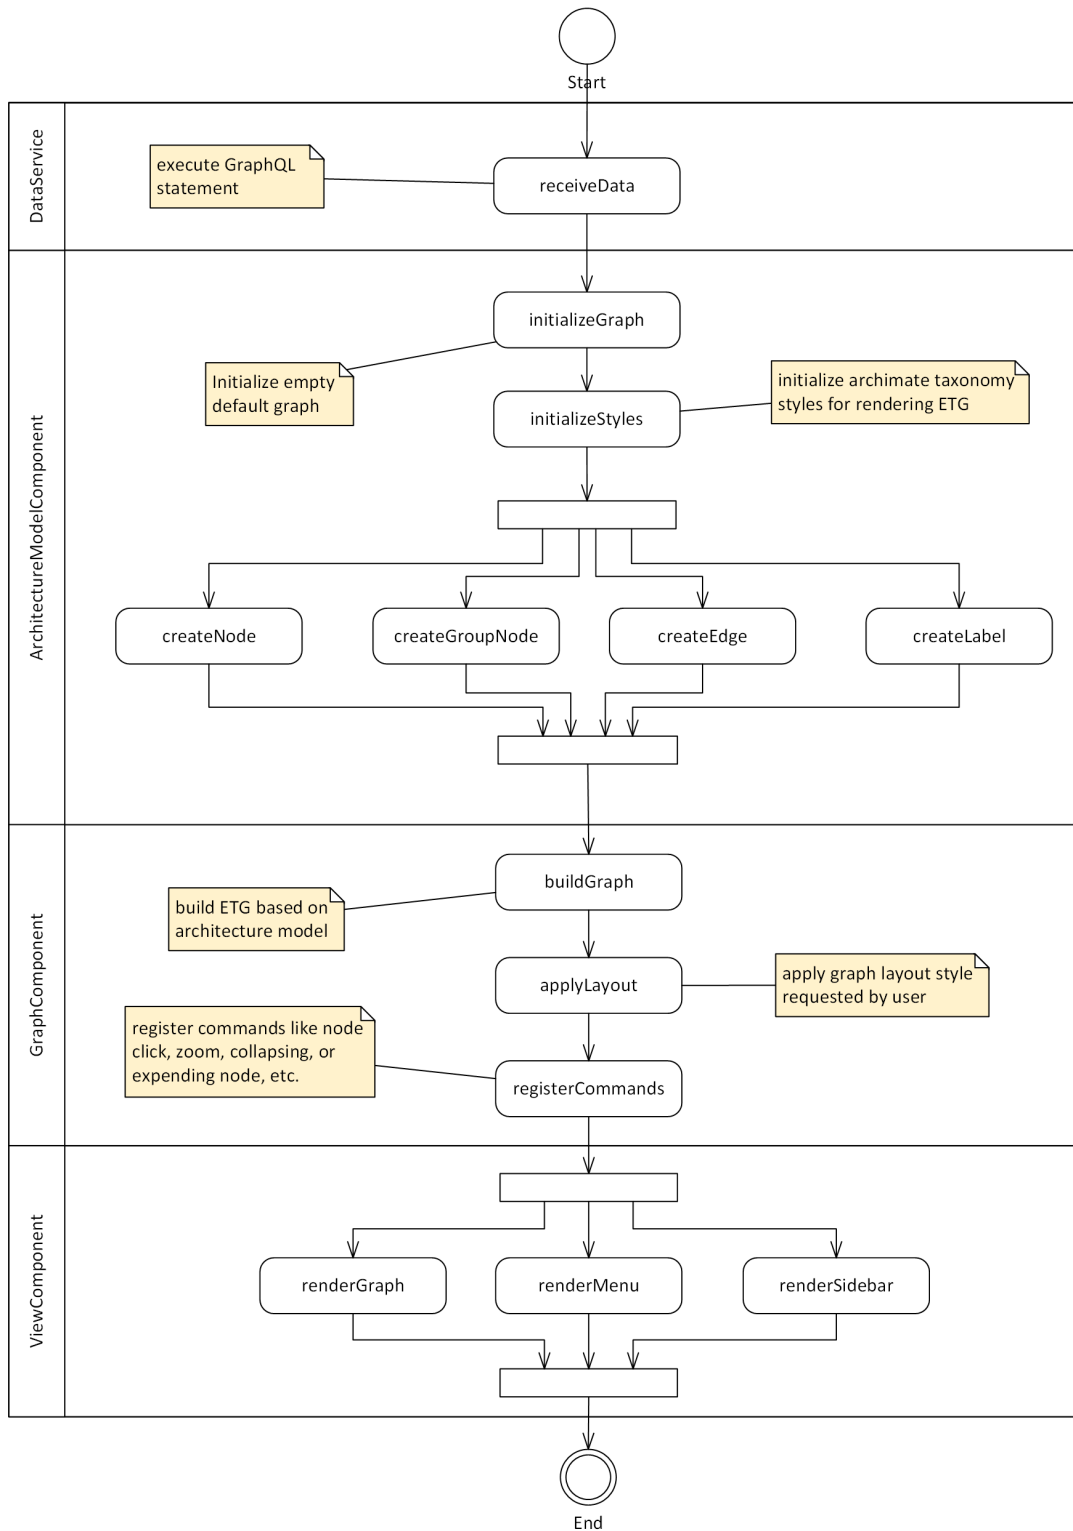 Start
DataService
execute GraphQL
statement
receiveData
ArchitectureModelComponent
initializeGraph
Initialize empty
default graph
initialize archimate taxonomy
styles for rendering ETG
initializeStyles
createNode
createGroupNode
createEdge
createLabel
GraphComponent
buildGraph
build ETG based on
architecture model
applyLayout
apply graph layout style
requested by user
register commands like node
click, zoom, collapsing, or
expending node, etc.
registerCommands
ViewComponent
renderGraph
renderMenu
renderSidebar
End